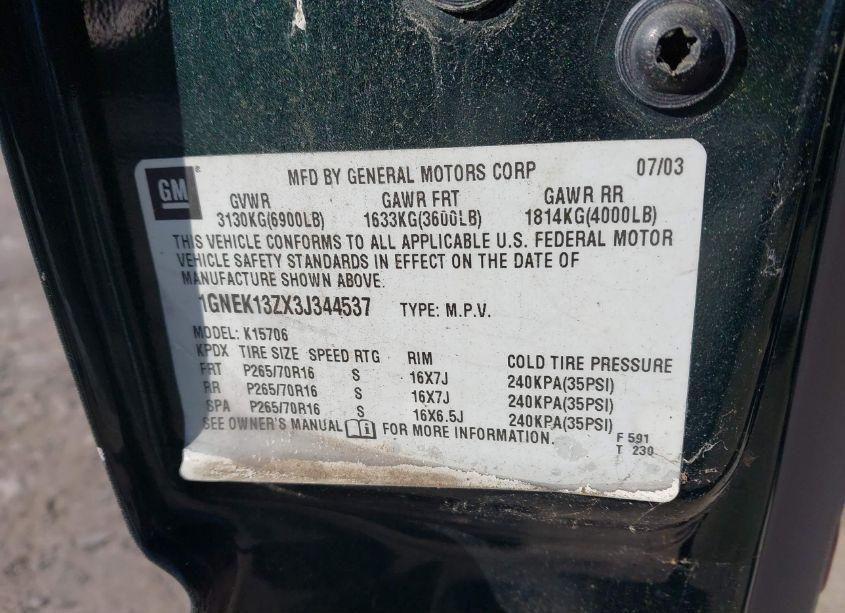 GM®
MFD BY GENERAL MOTORS CORP 07/03
GVWR GAWR FRT GAWR RR
3130KG(6900LB) 1633KG(3600LB) 1814KG(4000LB)
THIS VEHICLE CONFORMS TO ALL APPLICABLE U.S. FEDERAL MOTOR
VEHICLE SAFETY STANDARDS IN EFFECT ON THE DATE OF
MANUFACTURE SHOWN ABOVE.
1GNEK13ZX3J344537 TYPE: M.P.V.
MODEL: K15706
KPDX TIRE SIZE SPEED RTG RIM COLD TIRE PRESSURE
FRT P265/70R16 S 16X7J 240KPA(35PSI)
RR P265/70R16 S 16X7J 240KPA(35PSI)
SPA P265/70R16 S 16X6.5J 240KPA(35PSI)
SEE OWNER'S MANUAL FOR MORE INFORMATION.
F 591
T 230